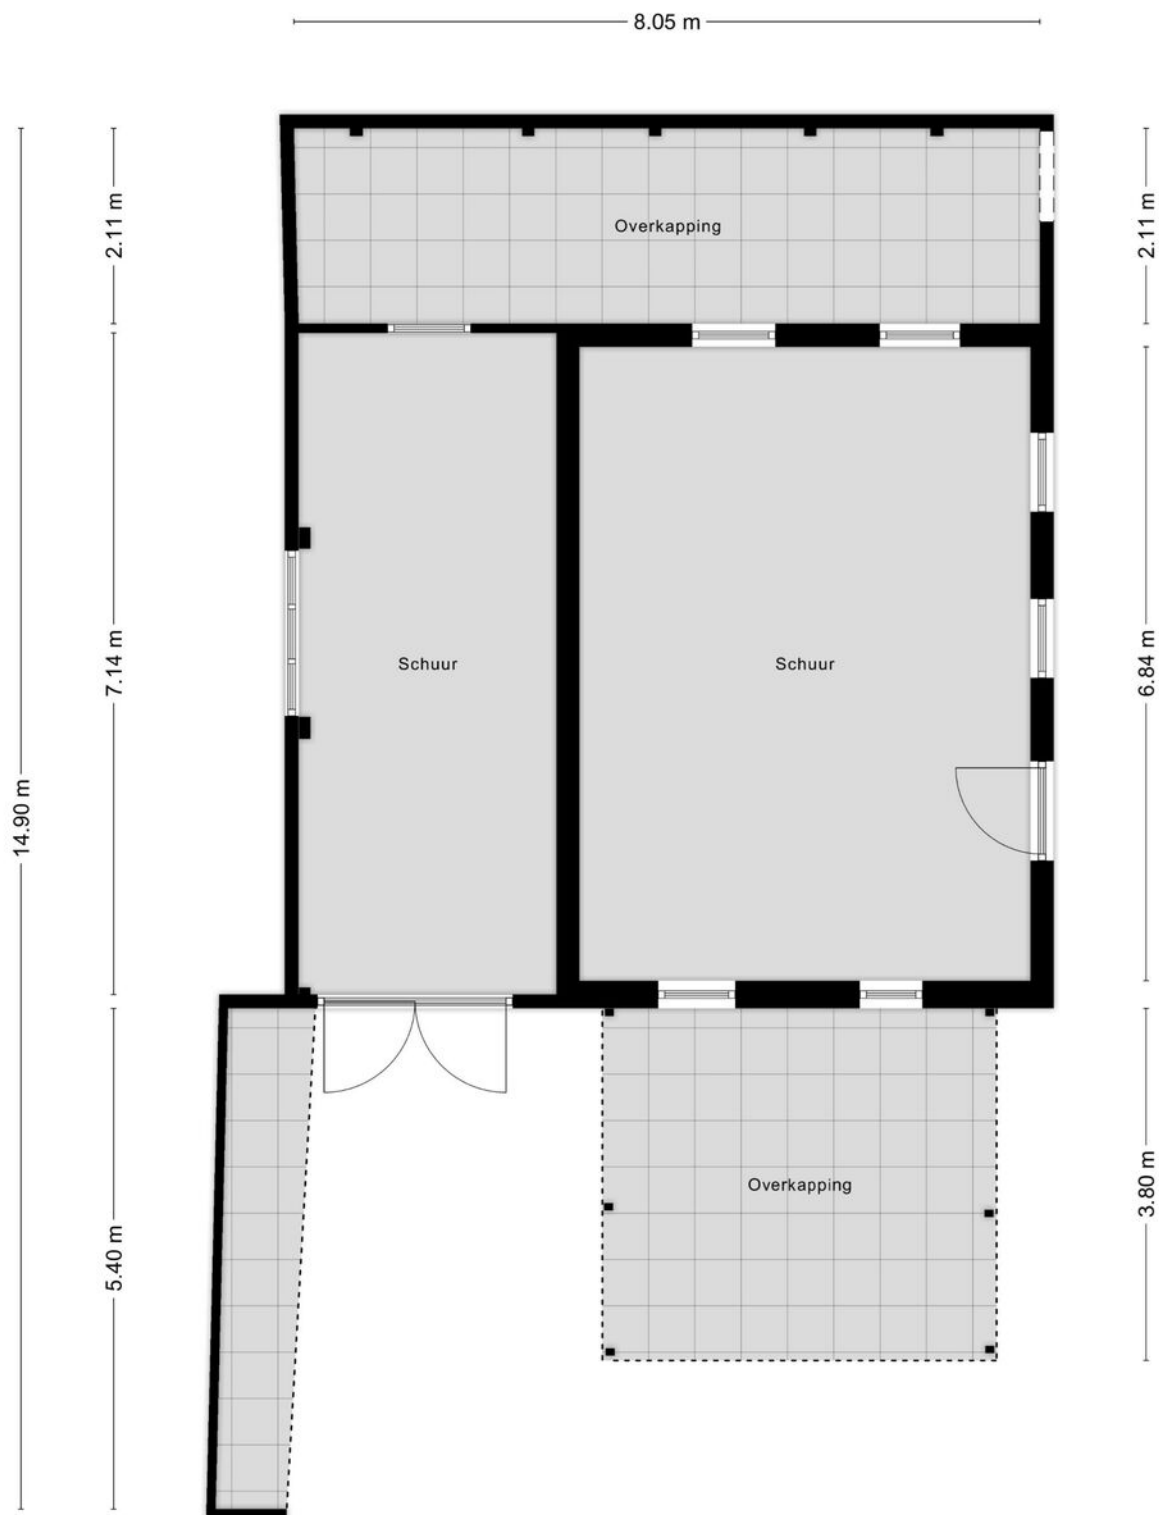 8.05 m
2.11 m
2.11 m
Overkapping
7.14 m
Schuur
Schuur
6.84 m
14.90 m
5.40 m
Overkapping
3.80 m